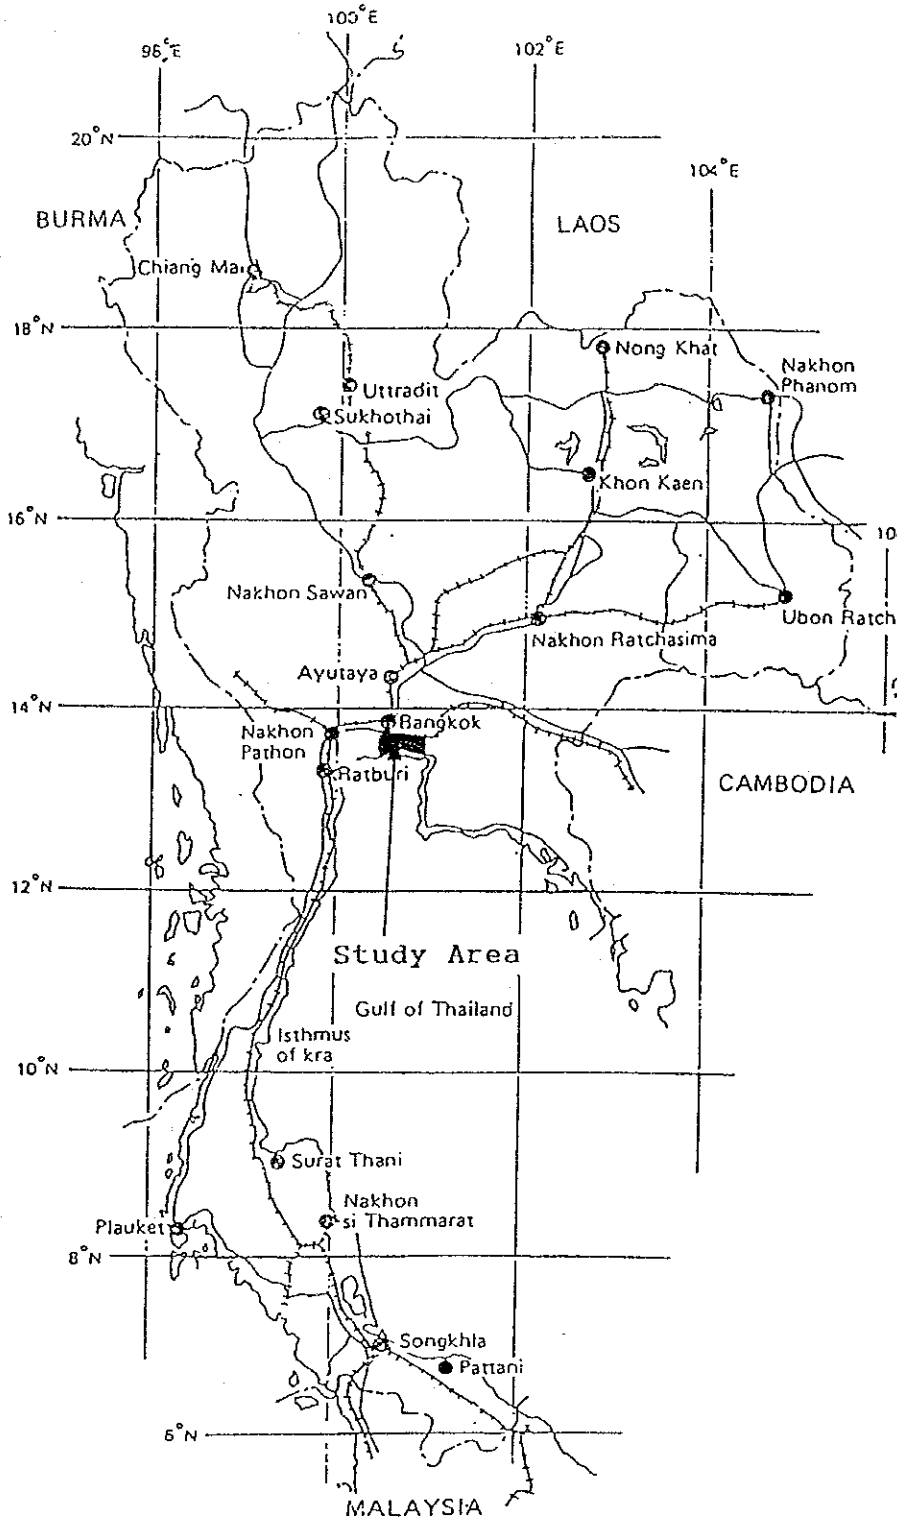 100°E
98°E
102°E
20°N
104°E
BURMA
LAOS
Chiang Mai
18°N
Nong Khat
Nakhon
Phanom
Uttradit
Sukhothai
Khon Kaen
16°N
10
Nakhon Sawan
Ubon Ratch
Nakhon Ratchasima
Ayutaya
14°N
Bangkok
Nakhon
Pathon
Ratburi
CAMBODIA
12°N
Study Area
Gulf of Thailand
Isthmus
of kra
10°N
Surat Thani
Nakhon
si Thammarat
Plauket
8°N
Songkhla
Pattani
6°N
MALAYSIA